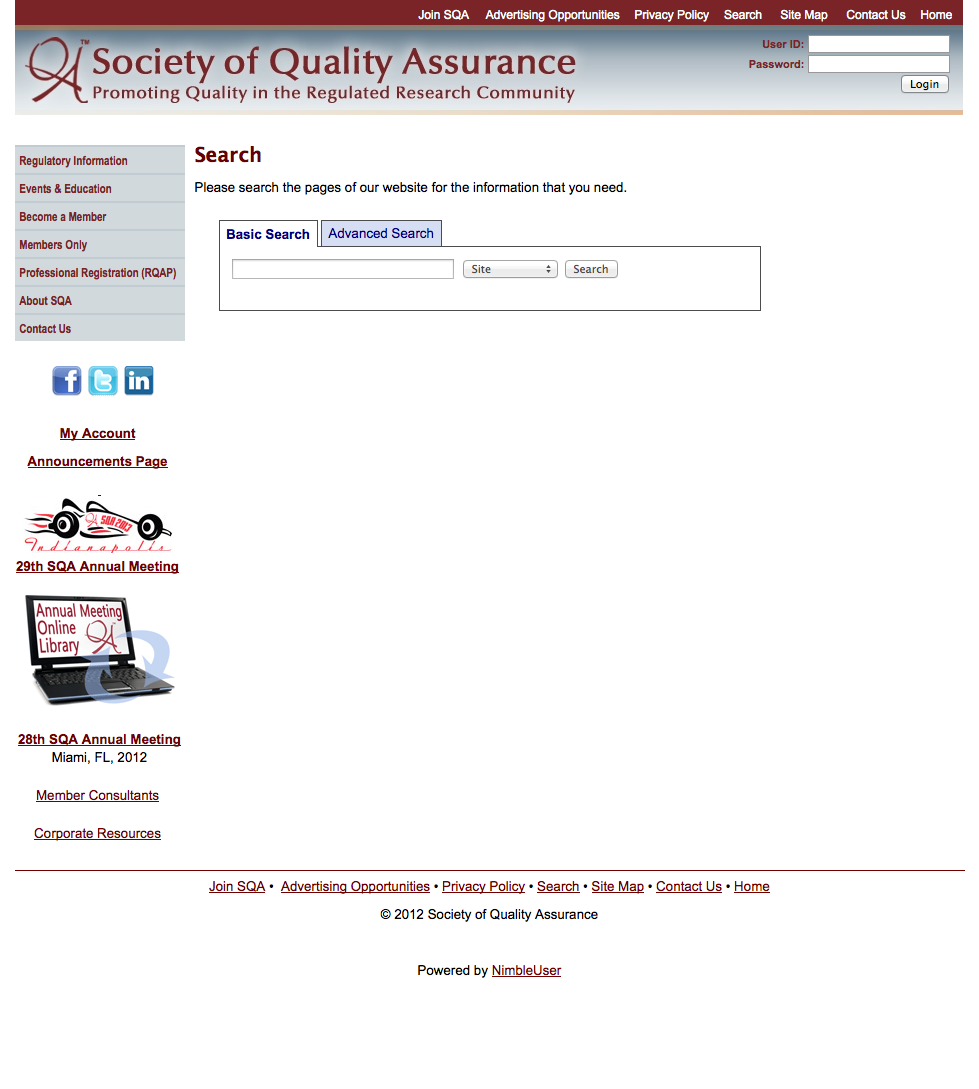 Join SQA Advertising Opportunities Privacy Policy Search Site Map Contact Us Home
QA™ Society of Quality Assurance
Promoting Quality in the Regulated Research Community
User ID:
Password:
Login
Regulatory Information
Events & Education
Become a Member
Members Only
Professional Registration (RQAP)
About SQA
Contact Us
My Account
Announcements Page
QA SQA 2013
Indianapolis
29th SQA Annual Meeting
Annual Meeting
Online
Library QA
28th SQA Annual Meeting
Miami, FL, 2012
Member Consultants
Corporate Resources
Search
Please search the pages of our website for the information that you need.
Basic Search Advanced Search
Site Search
Join SQA • Advertising Opportunities • Privacy Policy • Search • Site Map • Contact Us • Home
© 2012 Society of Quality Assurance
Powered by NimbleUser